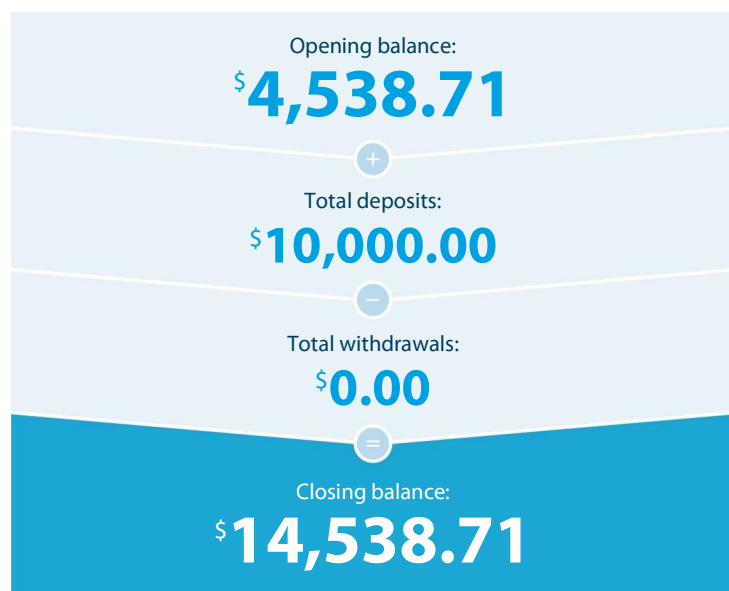 Opening balance:
$4,538.71
+
Total deposits:
$10,000.00
−
Total withdrawals:
$0.00
=
Closing balance:
$14,538.71